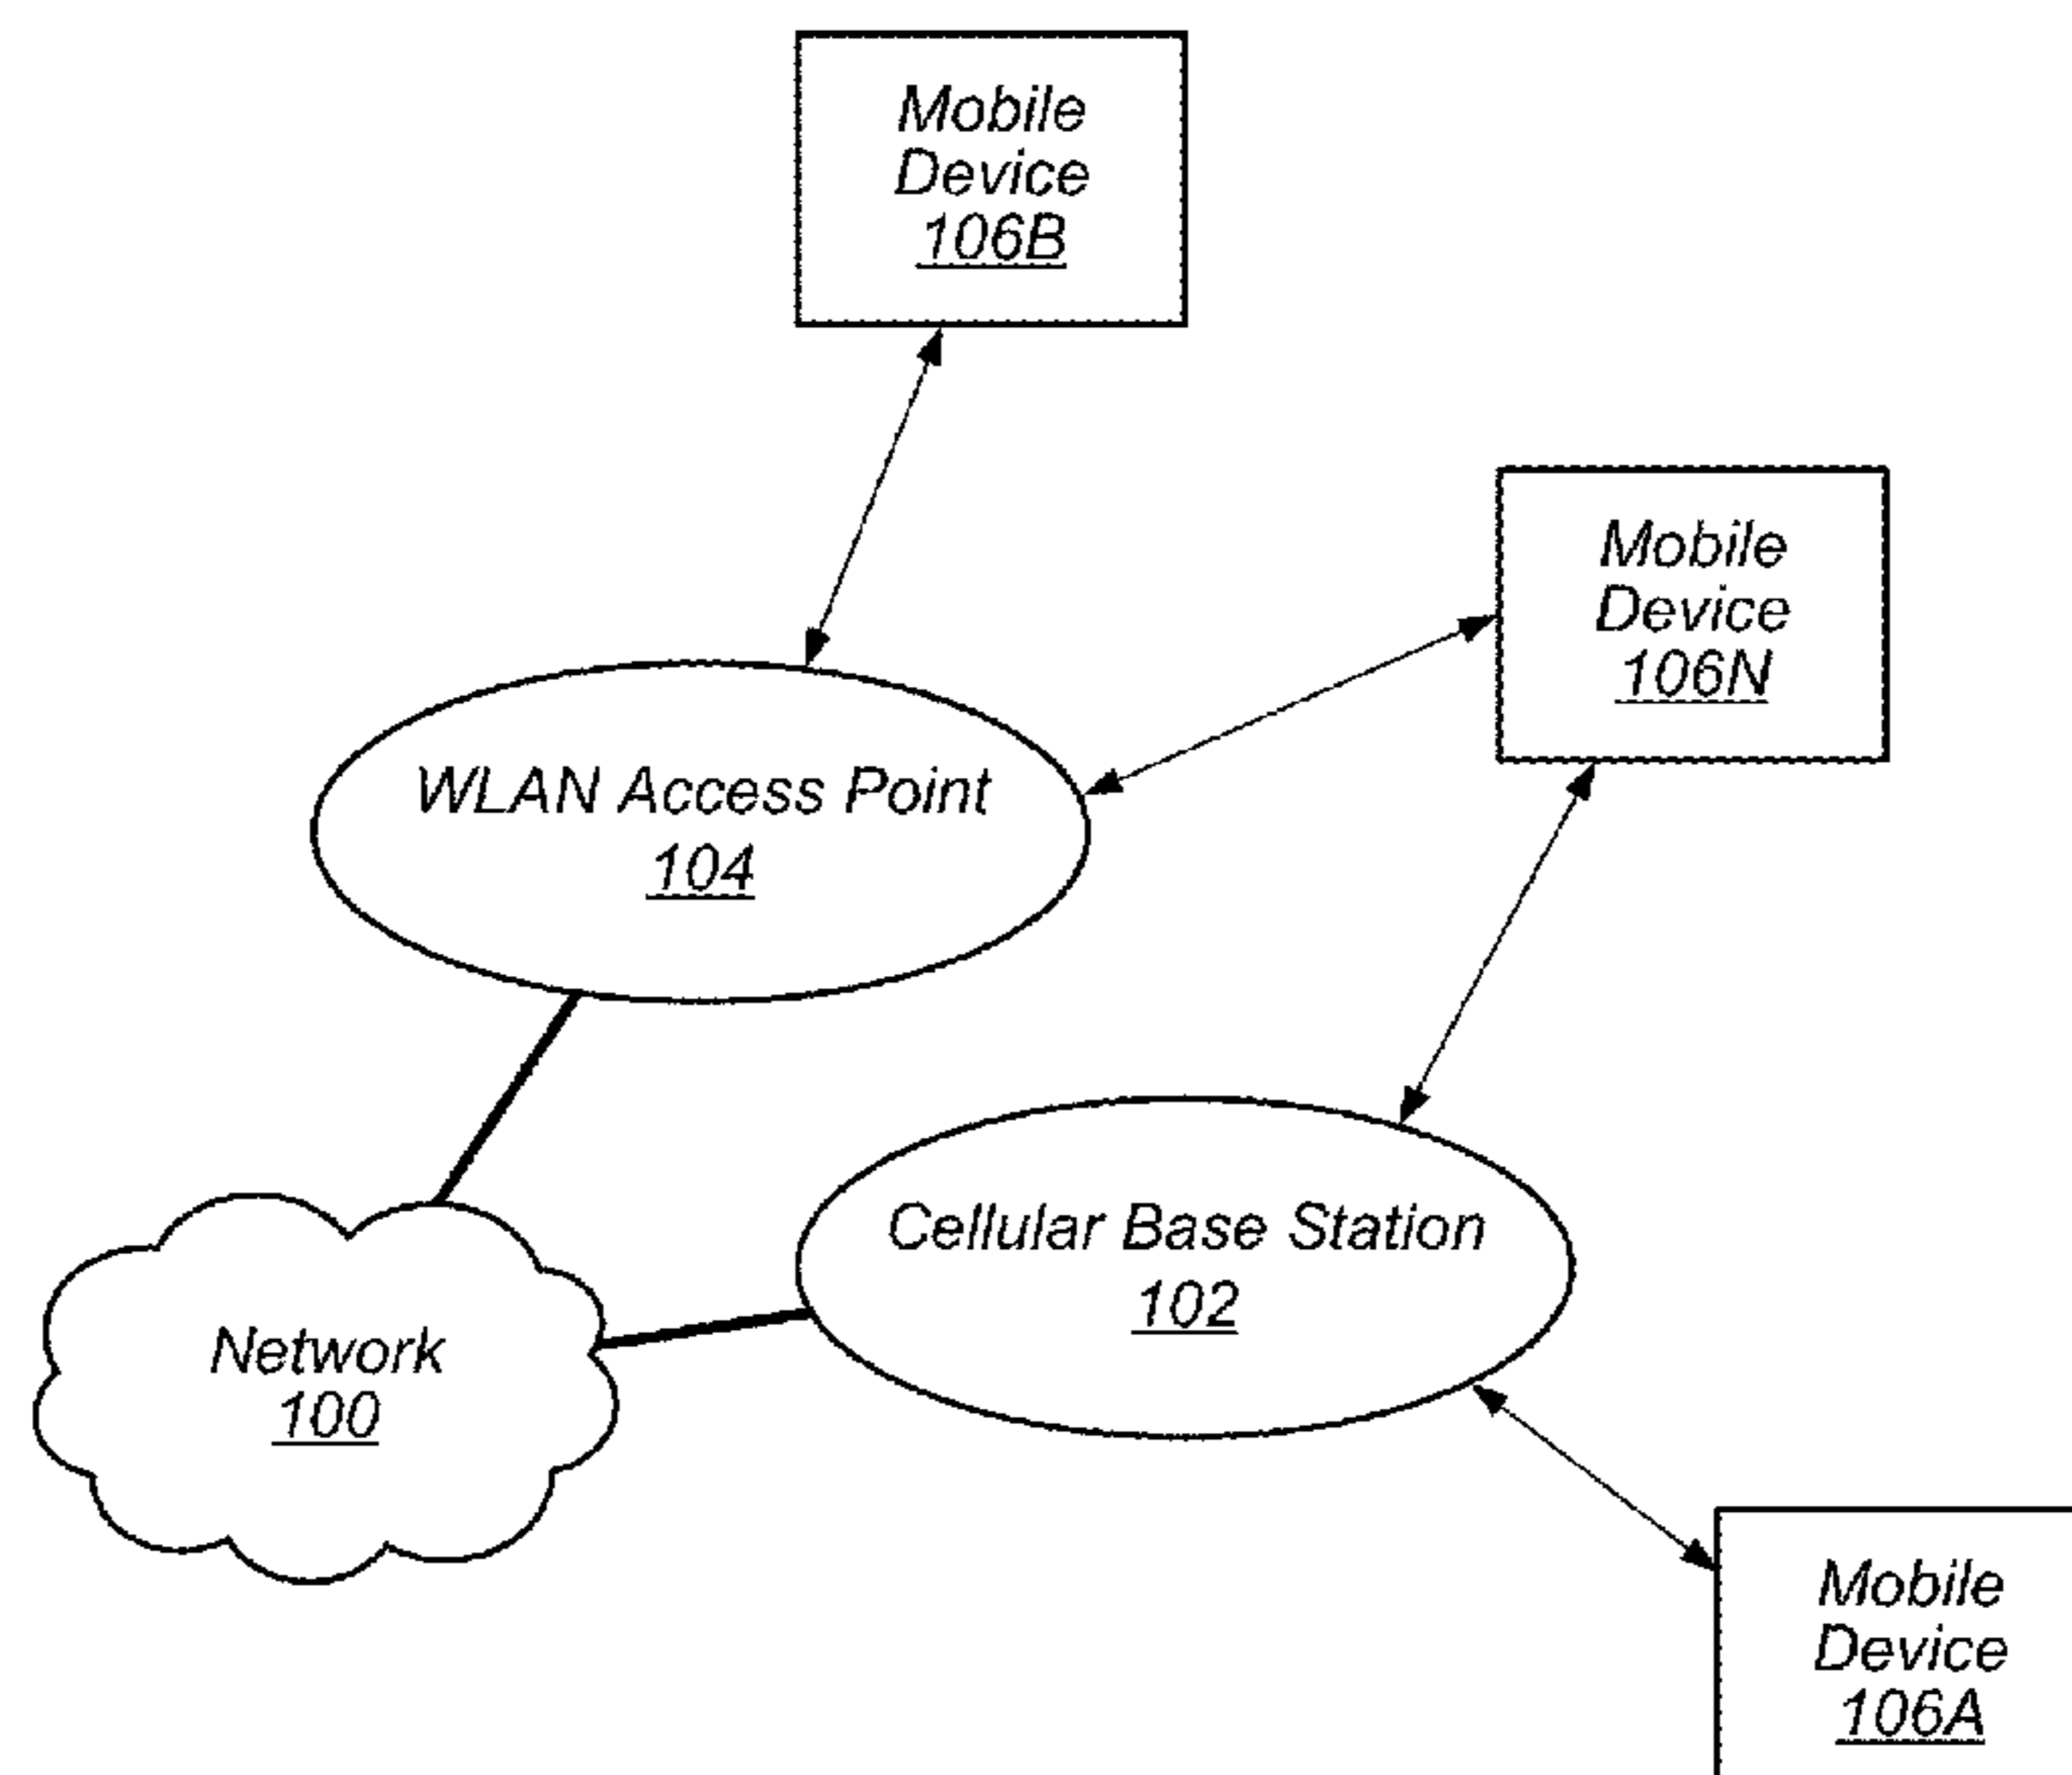 Mobile
Device
106B
Mobile
Device
106N
WLAN Access Point
104
Cellular Base Station
102
Network
100
Mobile
Device
106A